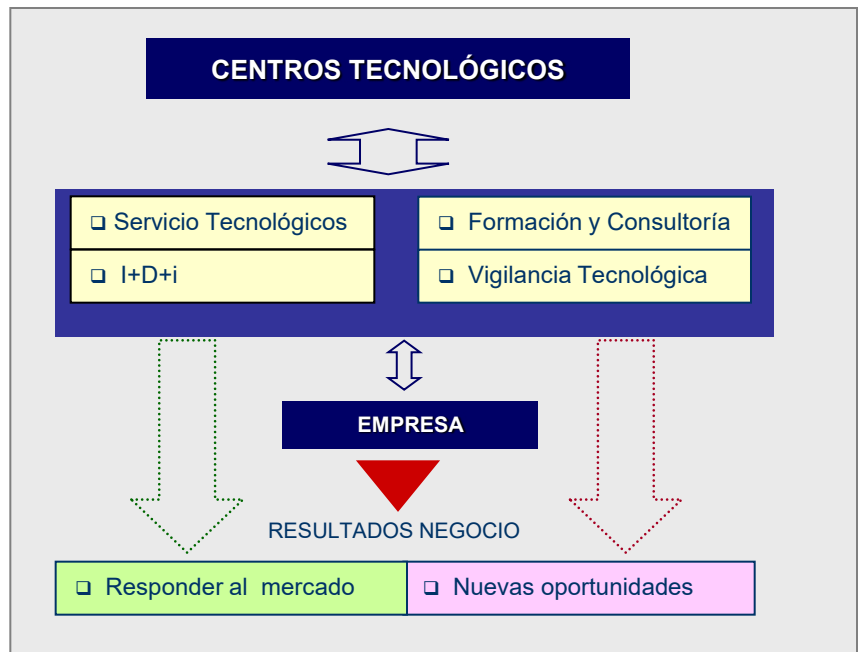 CENTROS TECNOLÓGICOS
❑ Servicio Tecnológicos
❑ I+D+i
❑ Formación y Consultoría
❑ Vigilancia Tecnológica
EMPRESA
RESULTADOS NEGOCIO
❑ Responder al mercado
❑ Nuevas oportunidades